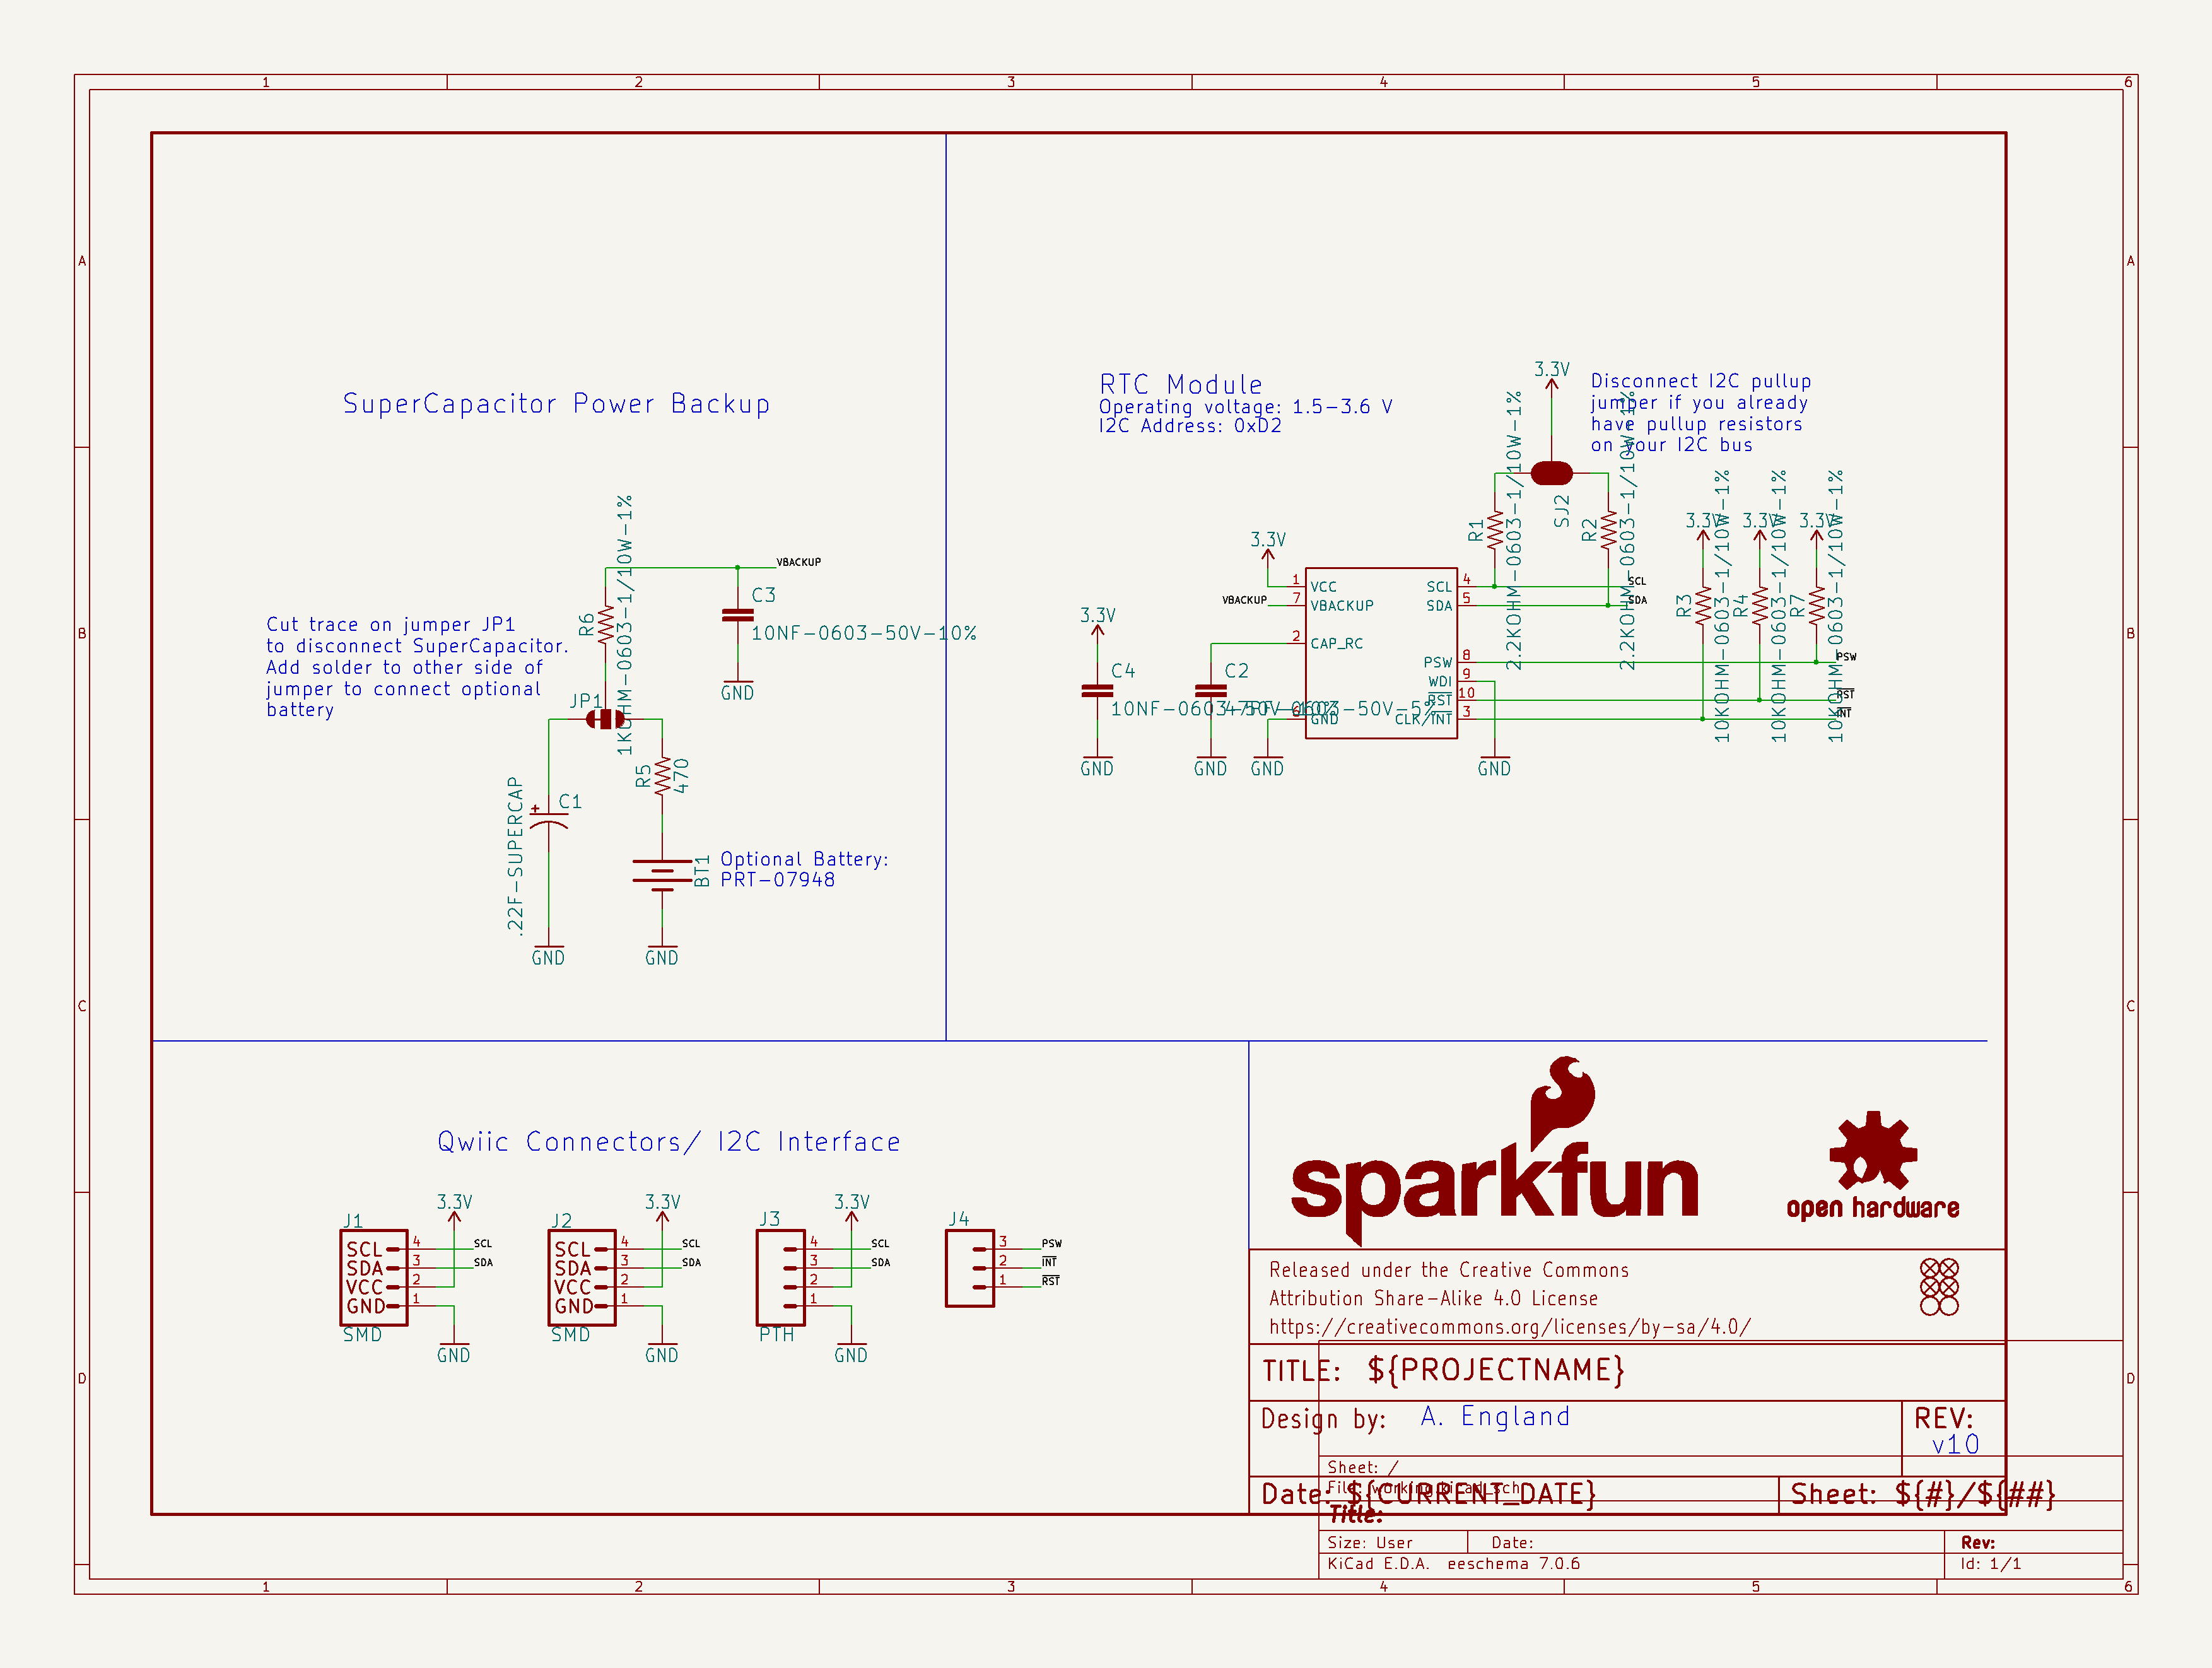 1 2 3 4 5 6
A A
B B
C C
D D
SuperCapacitor Power Backup
VBACKUP
C3
10NF-0603-50V-10%
GND
R6
1KOHM-0603-1/10W-1%
Cut trace on jumper JP1
to disconnect SuperCapacitor.
Add solder to other side of
jumper to connect optional
battery
JP1
R5
470
+
C1
.22F-SUPERCAP
BT1
Optional Battery:
PRT-07948
GND
GND
RTC Module
Operating voltage: 1.5-3.6 V
I2C Address: 0xD2
3.3V
Disconnect I2C pullup
jumper if you already
have pullup resistors
on your I2C bus
SJ2
R1
2.2KOHM-0603-1/10W-1%
R2
2.2KOHM-0603-1/10W-1%
3.3V
3.3V 3.3V 3.3V
R3
10KOHM-0603-1/10W-1%
R4
10KOHM-0603-1/10W-1%
R7
10KOHM-0603-1/10W-1%
1 VCC
7 VBACKUP
2 CAP_RC
6 GND
SCL 4
SDA 5
PSW 8
WDI 9
RST 10
CLK/INT 3
VBACKUP
SCL
SDA
PSW
RST
INT
3.3V
C4
10NF-0603-50V-10%
C2
47PF-0603-50V-5%
GND GND GND GND
Qwiic Connectors/ I2C Interface
J1
3.3V
SCL 4 SCL
SDA 3 SDA
VCC 2
GND 1
SMD
GND
J2
3.3V
SCL 4 SCL
SDA 3 SDA
VCC 2
GND 1
SMD
GND
J3
3.3V
4 SCL
3 SDA
2
1
PTH
GND
J4
3 PSW
2 INT
1 RST
sparkfun
open hardware
Released under the Creative Commons
Attribution Share-Alike 4.0 License
https://creativecommons.org/licenses/by-sa/4.0/
TITLE: ${PROJECTNAME}
Design by: A. England
REV:
v10
Date: ${CURRENT_DATE}
Sheet: ${#}/${##}
Sheet: /
File: working.kicad_sch
Title:
Size: User Date: Rev:
KiCad E.D.A. eeschema 7.0.6 Id: 1/1
1 2 3 4 5 6